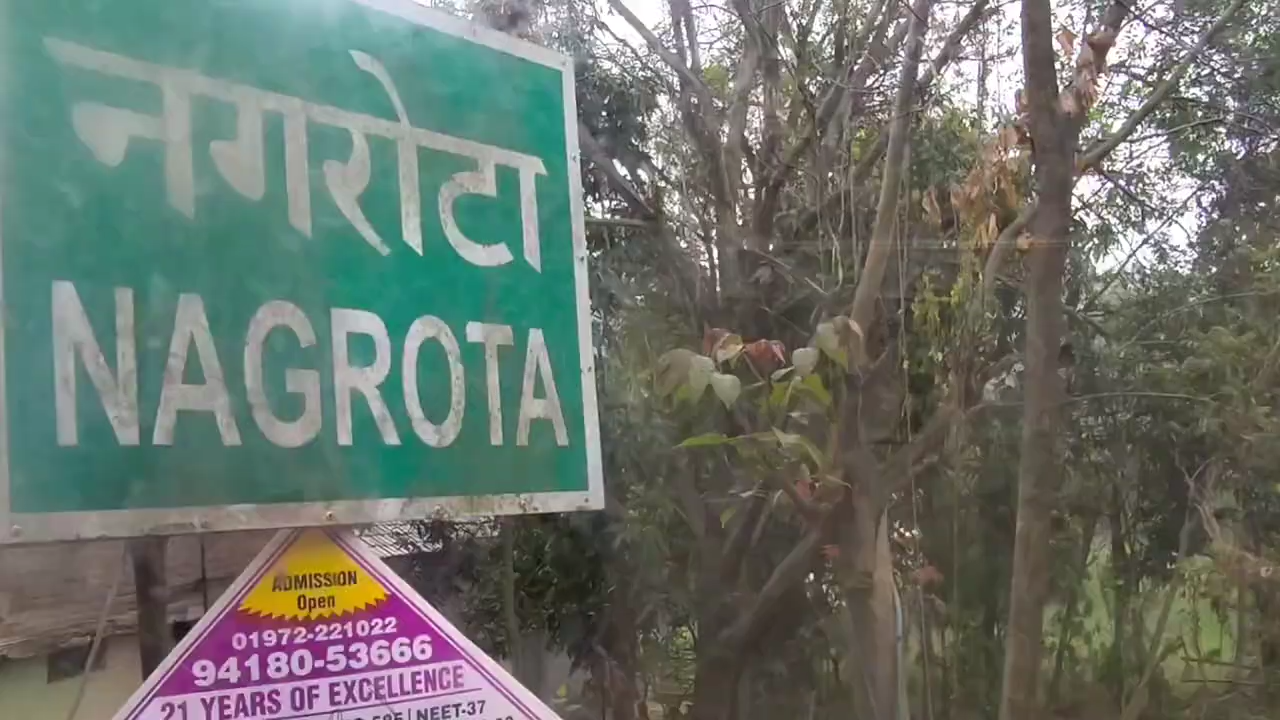 नगरोटा
NAGROTA
ADMISSION
Open
01972-221022
94180-53666
21 YEARS OF EXCELLENCE
NEET-37